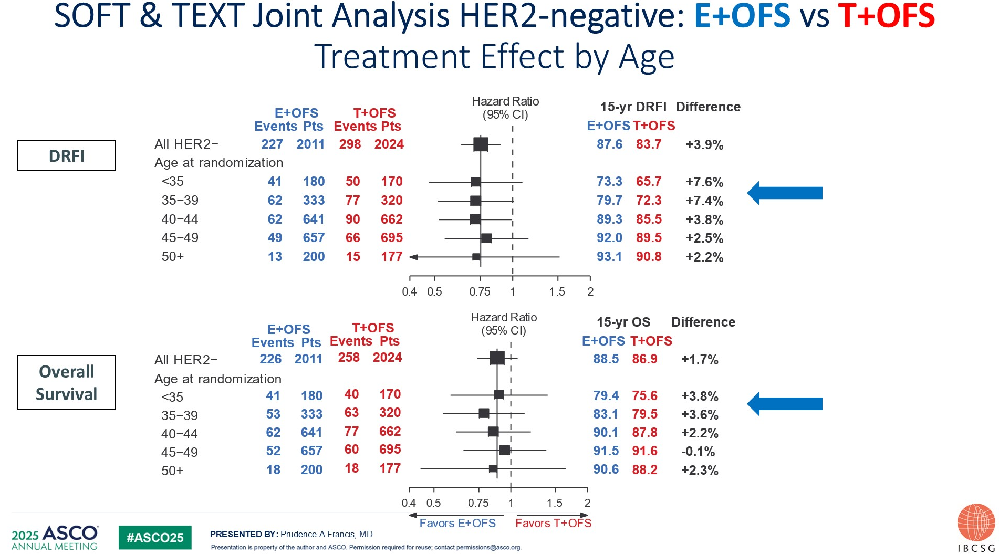 SOFT & TEXT Joint Analysis HER2-negative: E+OFS vs T+OFS
Treatment Effect by Age
Hazard Ratio
(95% CI)
15-yr DRFI Difference
E+OFS T+OFS
Events Pts Events Pts
E+OFS T+OFS
DRFI
All HER2− 227 2011 298 2024 87.6 83.7 +3.9%
Age at randomization
<35 41 180 50 170 73.3 65.7 +7.6%
35−39 62 333 77 320 79.7 72.3 +7.4%
40−44 62 641 90 662 89.3 85.5 +3.8%
45−49 49 657 66 695 92.0 89.5 +2.5%
50+ 13 200 15 177 93.1 90.8 +2.2%
0.4 0.5 0.75 1 1.5 2
Hazard Ratio
(95% CI)
15-yr OS Difference
E+OFS T+OFS
Events Pts Events Pts
E+OFS T+OFS
Overall
Survival
All HER2− 226 2011 258 2024 88.5 86.9 +1.7%
Age at randomization
<35 41 180 40 170 79.4 75.6 +3.8%
35−39 53 333 63 320 83.1 79.5 +3.6%
40−44 62 641 77 662 90.1 87.8 +2.2%
45−49 52 657 60 695 91.5 91.6 -0.1%
50+ 18 200 18 177 90.6 88.2 +2.3%
0.4 0.5 0.75 1 1.5 2
Favors E+OFS Favors T+OFS
2025 ASCO
ANNUAL MEETING
#ASCO25
PRESENTED BY: Prudence A Francis, MD
Presentation is property of the author and ASCO. Permission required for reuse; contact permissions@asco.org.
IBCSG